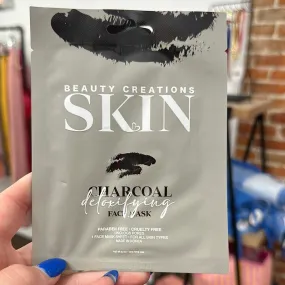 BEAUTY CREATIONS
SKIN
CHARCOAL
detoxifying
FACE MASK
PARABEN FREE · CRUELTY FREE